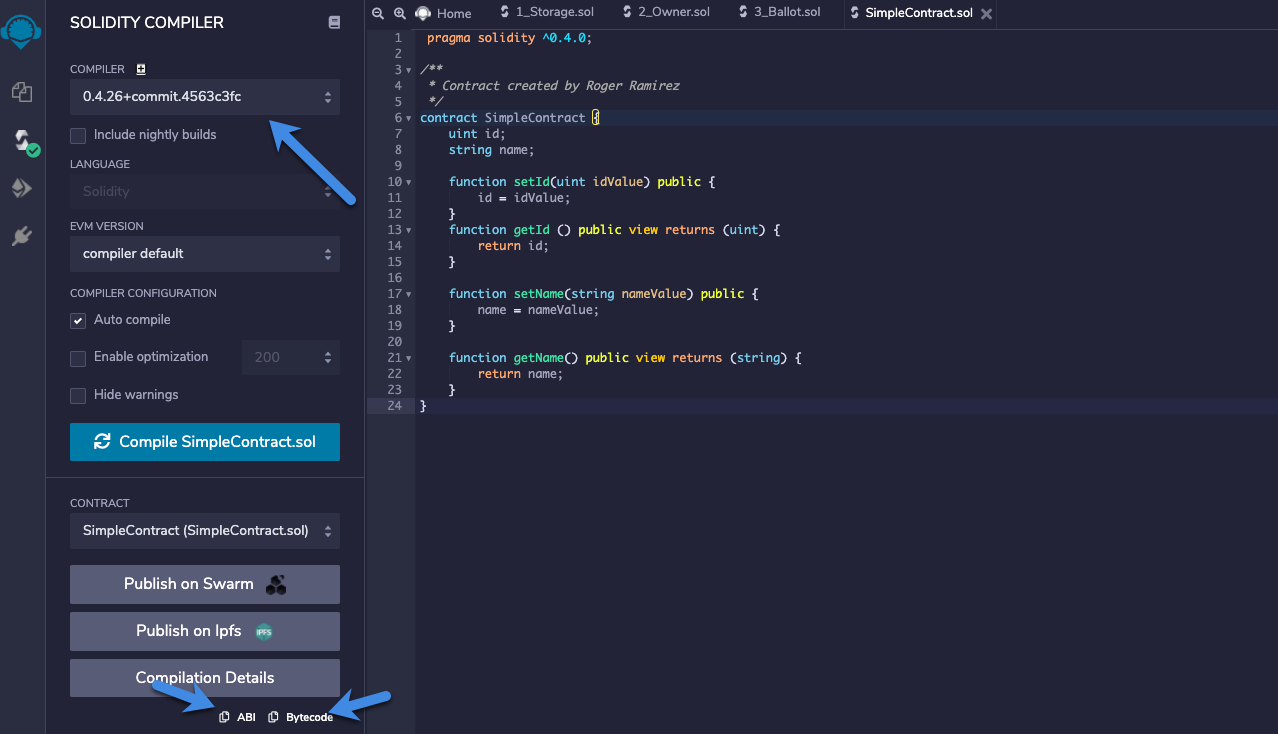 SOLIDITY COMPILER
COMPILER
0.4.26+commit.4563c3fc
Include nightly builds
LANGUAGE
Solidity
EVM VERSION
compiler default
COMPILER CONFIGURATION
Auto compile
Enable optimization 200
Hide warnings
Compile SimpleContract.sol
CONTRACT
SimpleContract (SimpleContract.sol)
Publish on Swarm
Publish on Ipfs IPFS
Compilation Details
ABI Bytecode
Home 1_Storage.sol 2_Owner.sol 3_Ballot.sol SimpleContract.sol
1 pragma solidity ^0.4.0;
2
3 /**
4 * Contract created by Roger Ramirez
5 */
6 contract SimpleContract {
7 uint id;
8 string name;
9
10 function setId(uint idValue) public {
11 id = idValue;
12 }
13 function getId () public view returns (uint) {
14 return id;
15 }
16
17 function setName(string nameValue) public {
18 name = nameValue;
19 }
20
21 function getName() public view returns (string) {
22 return name;
23 }
24 }